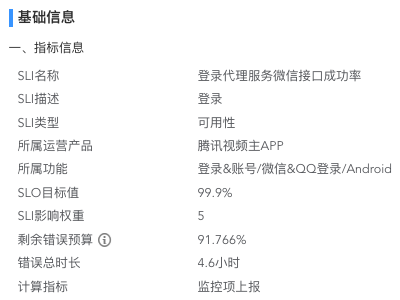 基础信息
一、指标信息
SLI名称 登录代理服务微信接口成功率
SLI描述 登录
SLI类型 可用性
所属运营产品 腾讯视频主APP
所属功能 登录&账号/微信&QQ登录/Android
SLO目标值 99.9%
SLI影响权重 5
剩余错误预算 91.766%
错误总时长 4.6小时
计算指标 监控项上报